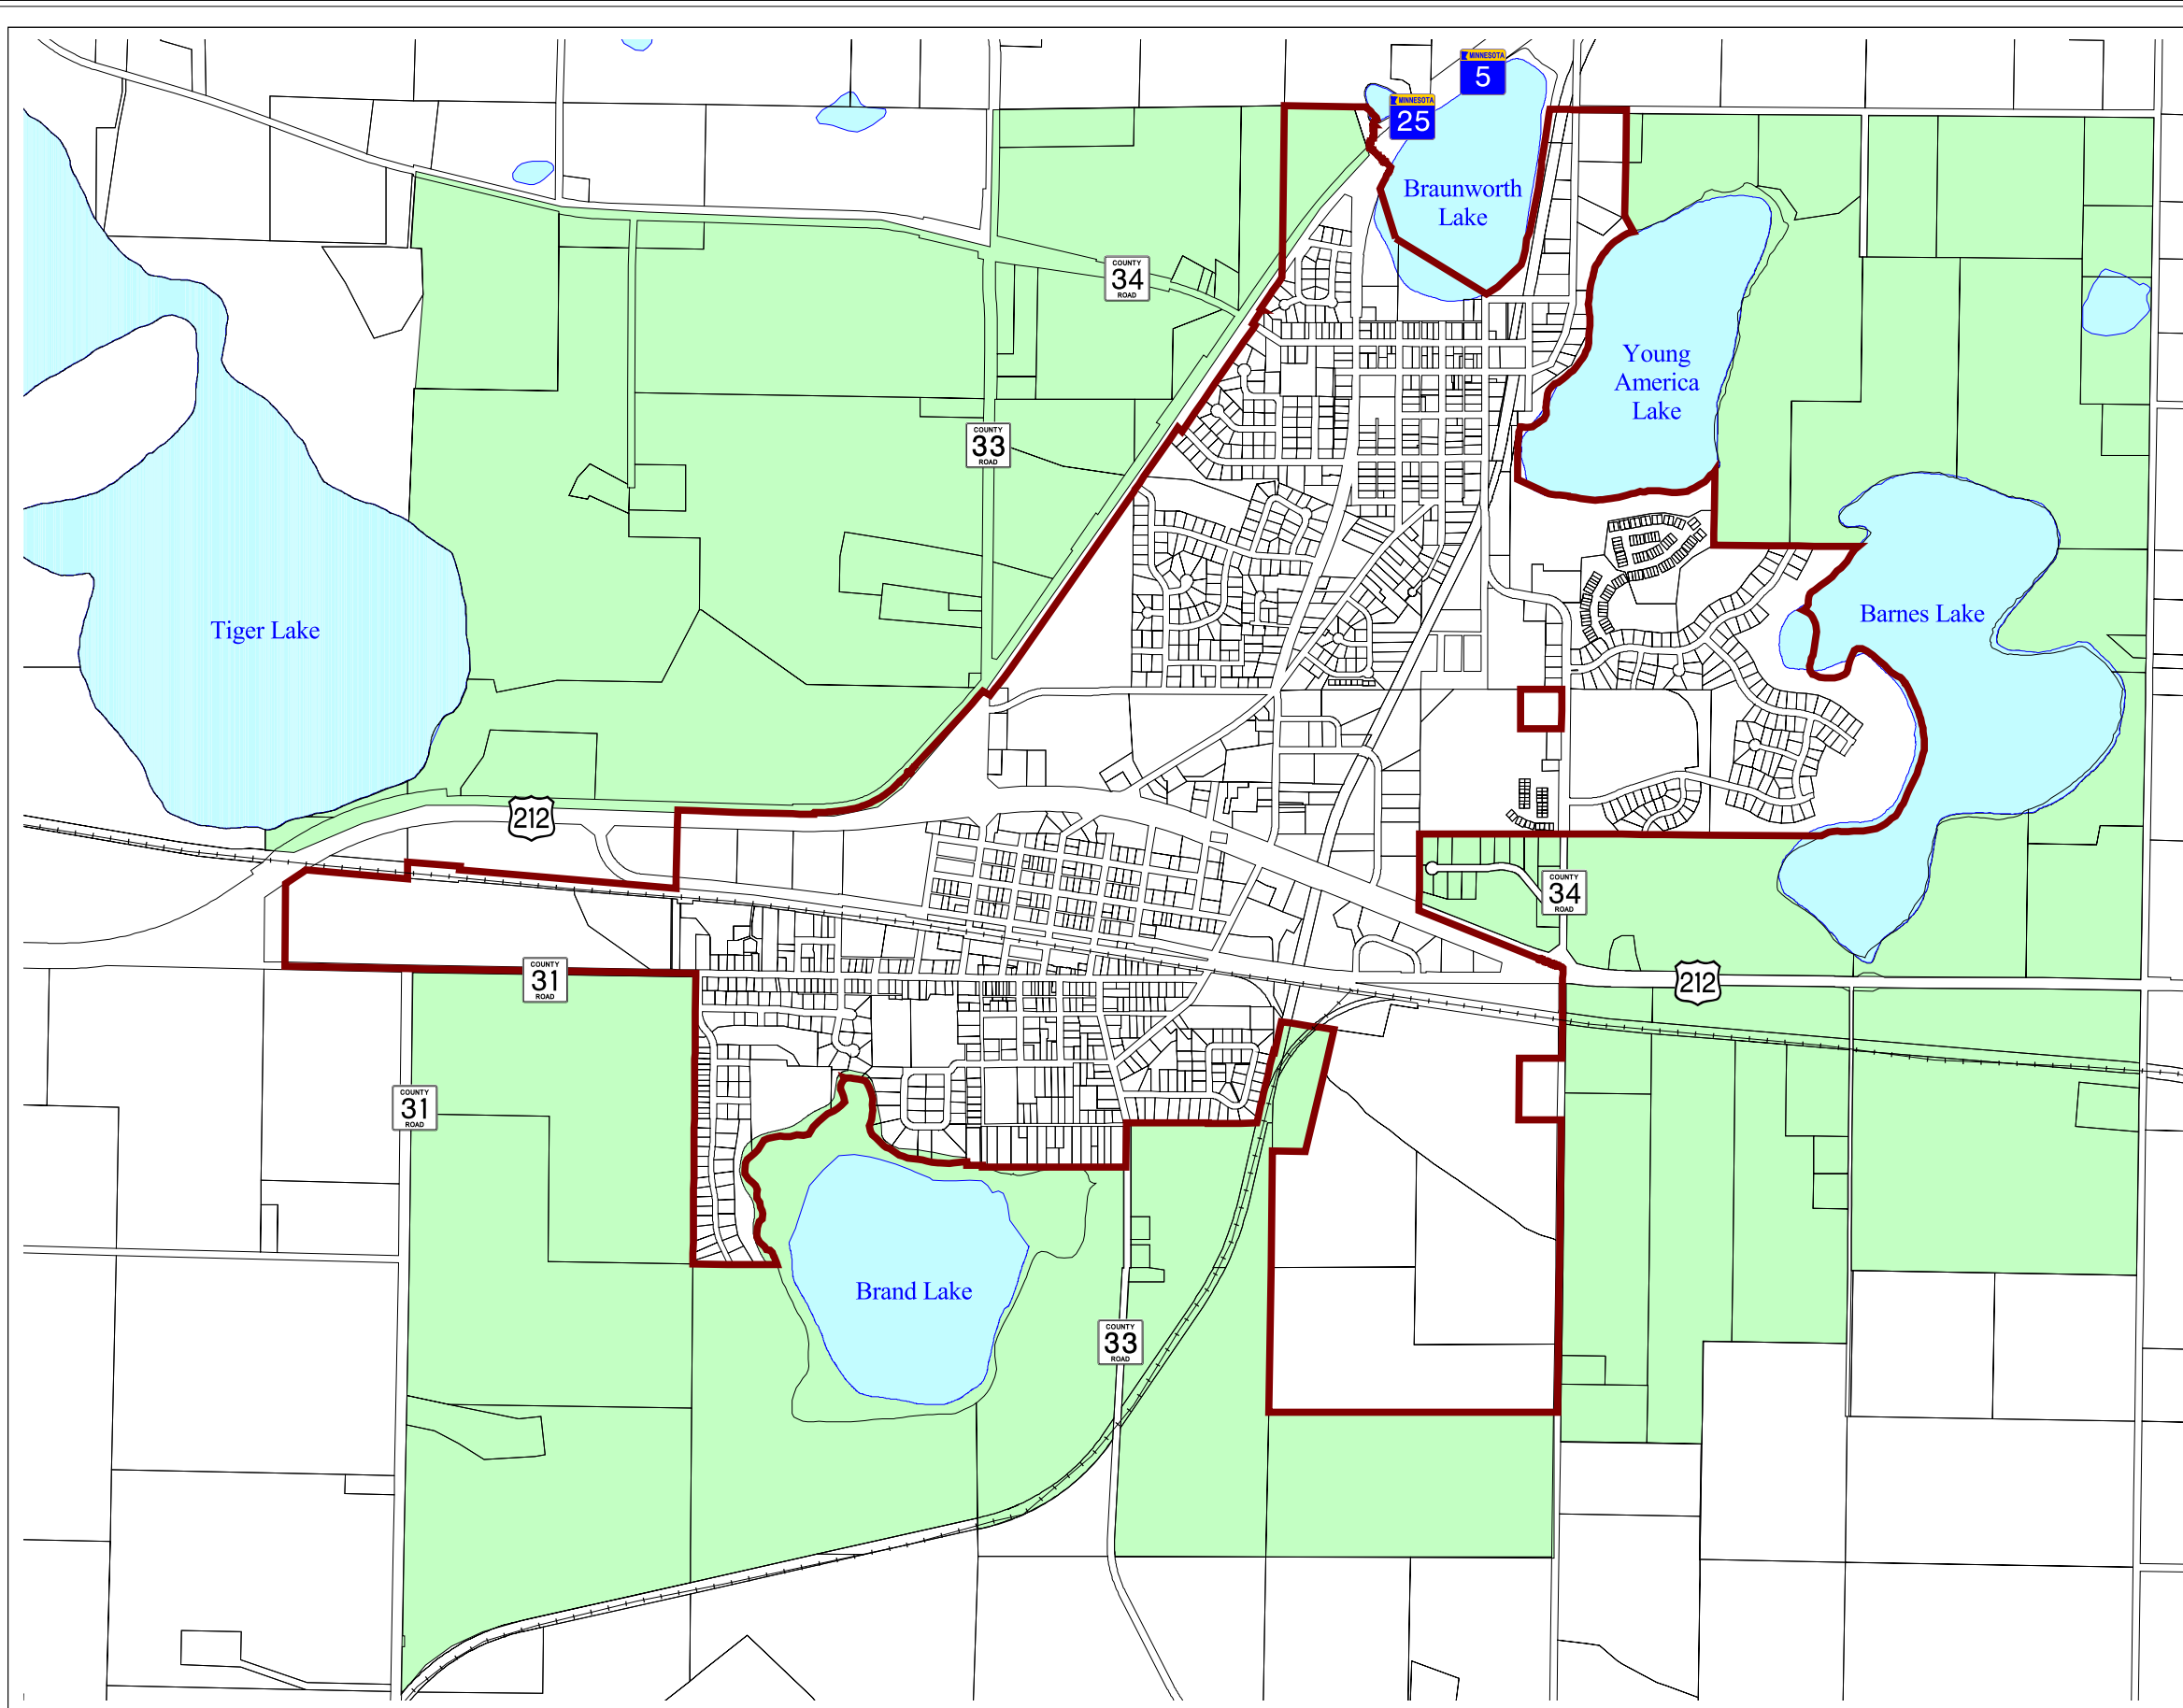 MINNESOTA
5
MINNESOTA
25
Braunworth
Lake
COUNTY
34
ROAD
Young
America
Lake
COUNTY
33
ROAD
Tiger Lake
Barnes Lake
212
COUNTY
34
ROAD
COUNTY
31
ROAD
212
COUNTY
31
ROAD
Brand Lake
COUNTY
33
ROAD